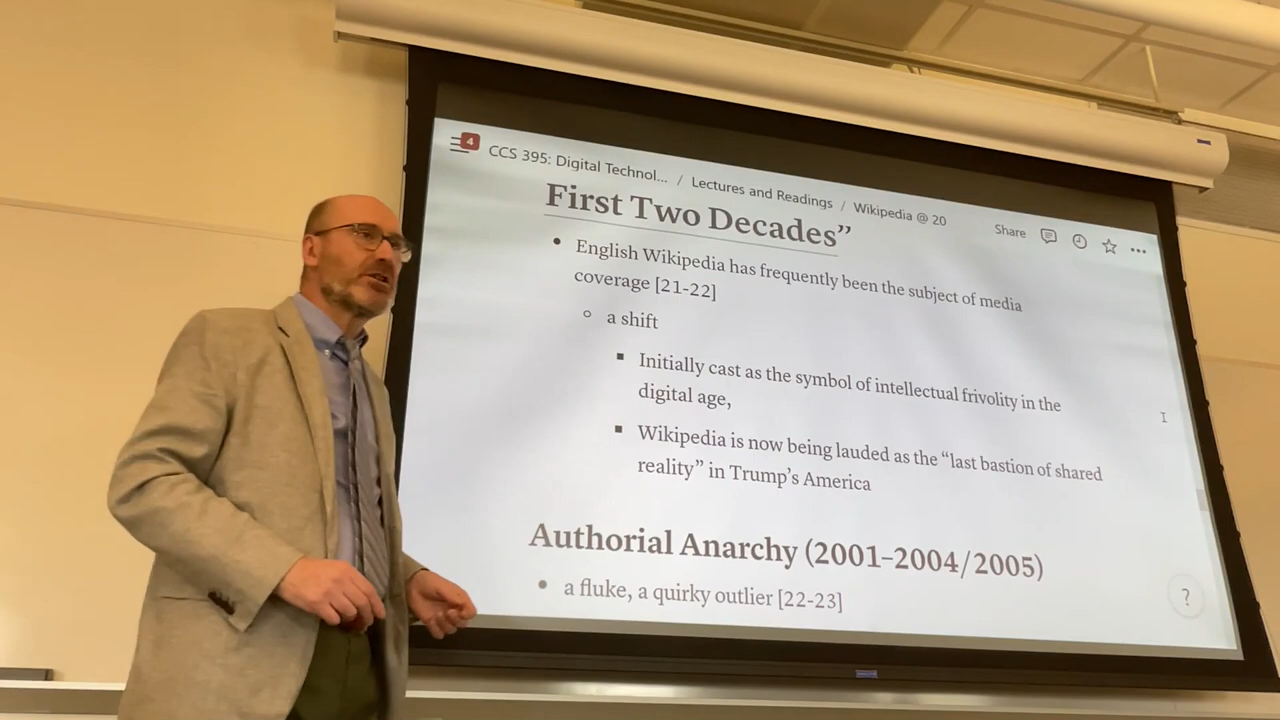 4
CCS 395: Digital Technol... / Lectures and Readings / Wikipedia @ 20
Share
First Two Decades”
• English Wikipedia has frequently been the subject of media
coverage [21-22]
◦ a shift
▪ Initially cast as the symbol of intellectual frivolity in the
digital age,
▪ Wikipedia is now being lauded as the “last bastion of shared
reality” in Trump’s America
Authorial Anarchy (2001–2004/2005)
• a fluke, a quirky outlier [22-23]
?